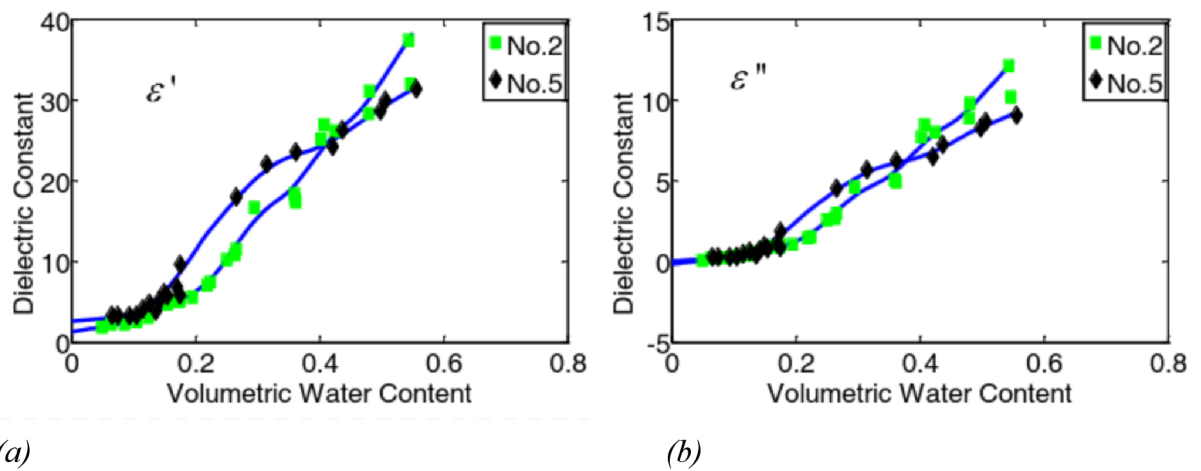 40
30
20
10
0
0
0.2
0.4
0.6
0.8
Dielectric Constant
Volumetric Water Content
ε'
No.2
No.5
15
10
5
0
-5
0
0.2
0.4
0.6
0.8
Dielectric Constant
Volumetric Water Content
ε"
No.2
No.5
(a)
(b)